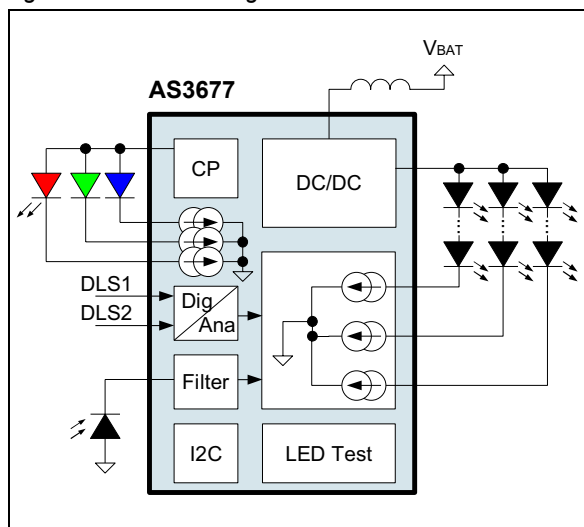 VBAT
AS3677
CP
DC/DC
DLS1
DLS2
Dig
Ana
Filter
I2C
LED Test